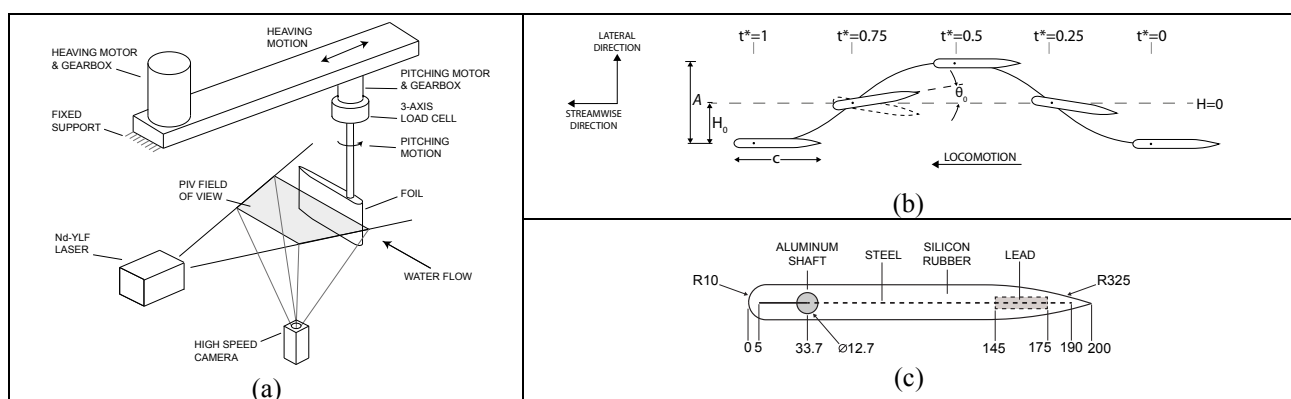 HEAVING
MOTION
HEAVING MOTOR
& GEARBOX
PITCHING MOTOR
& GEARBOX
3-AXIS
LOAD CELL
FIXED
SUPPORT
PITCHING
MOTION
PIV FIELD
OF VIEW
FOIL
Nd-YLF
LASER
WATER FLOW
HIGH SPEED
CAMERA
(a)
t*=1 t*=0.75 t*=0.5 t*=0.25 t*=0
LATERAL
DIRECTION
STREAMWISE
DIRECTION
A
H0
θ0
H=0
C
LOCOMOTION
(b)
ALUMINUM
SHAFT
STEEL
SILICON
RUBBER
LEAD
R10
R325
0 5 33.7 Ø12.7 145 175 190 200
(c)